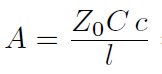 A = \frac{Z_0 C c}{l}